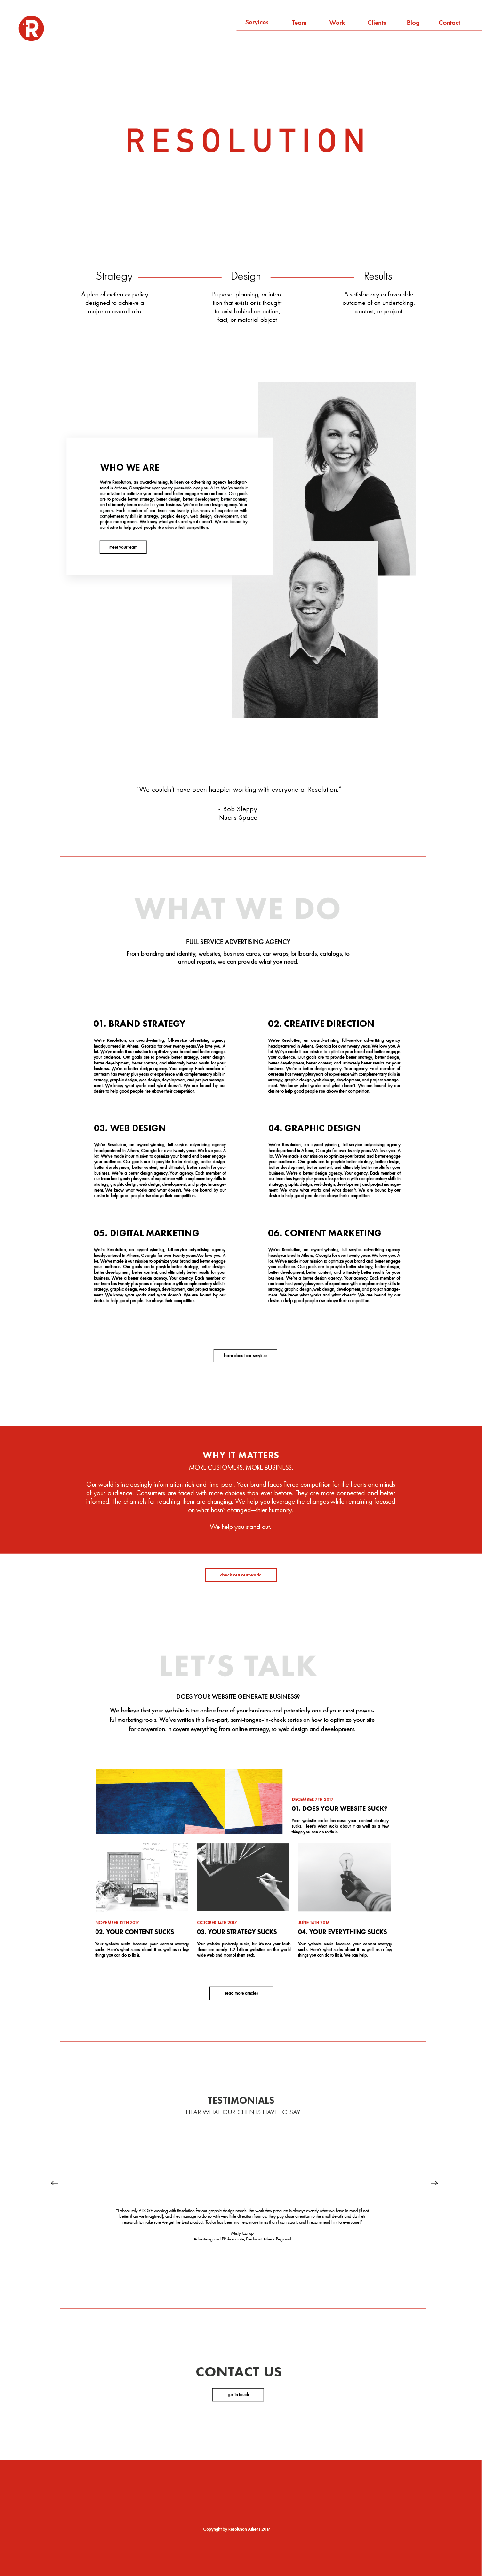 R
Services Team Work Clients Blog Contact
RESOLUTION
Strategy
A plan of action or policy
designed to achieve a
major or overall aim
Design
Purpose, planning, or inten-
tion that exists or is thought
to exist behind an action,
fact, or material object
Results
A satisfactory or favorable
outcome of an undertaking,
contest, or project
WHO WE ARE
We're Resolution, an award-winning, full-service advertising agency headquar-
tered in Athens, Georgia for over twenty years.We love you. A lot. We've made it
our mission to optimize your brand and better engage your audience. Our goals
are to provide better strategy, better design, better development, better content,
and ultimately better results for your business. We're a better design agency. Your
agency. Each member of our team has twelve plus years of experience with
complementary skills in strategy, graphic design, web design, development, and
project management. We know what works and what doesn't. We are bound by
our desire to help good people rise above their competition.
meet your team
"We couldn't have been happier working with everyone at Resolution."
- Bob Sleppy
Nuci's Space
WHAT WE DO
FULL SERVICE ADVERTISING AGENCY
From branding and identity, websites, business cards, car wraps, billboards, catalogs, to
annual reports, we can provide what you need.
01. BRAND STRATEGY
We're Resolution, an award-winning, full-service advertising agency
headquartered in Athens, Georgia for over twenty years.We love you. A
lot. We've made it our mission to optimize your brand and better engage
your audience. Our goals are to provide better strategy, better design,
better development, better content, and ultimately better results for your
business. We're a better design agency. Your agency. Each member of
our team has twelve plus years of experience with complementary skills in
strategy, graphic design, web design, development, and project manage-
ment. We know what works and what doesn't. We are bound by our
desire to help good people rise above their competition.
02. CREATIVE DIRECTION
We're Resolution, an award-winning, full-service advertising agency
headquartered in Athens, Georgia for over twenty years.We love you. A
lot. We've made it our mission to optimize your brand and better engage
your audience. Our goals are to provide better strategy, better design,
better development, better content, and ultimately better results for your
business. We're a better design agency. Your agency. Each member of
our team has twelve plus years of experience with complementary skills in
strategy, graphic design, web design, development, and project manage-
ment. We know what works and what doesn't. We are bound by our
desire to help good people rise above their competition.
03. WEB DESIGN
We're Resolution, an award-winning, full-service advertising agency
headquartered in Athens, Georgia for over twenty years.We love you. A
lot. We've made it our mission to optimize your brand and better engage
your audience. Our goals are to provide better strategy, better design,
better development, better content, and ultimately better results for your
business. We're a better design agency. Your agency. Each member of
our team has twelve plus years of experience with complementary skills in
strategy, graphic design, web design, development, and project manage-
ment. We know what works and what doesn't. We are bound by our
desire to help good people rise above their competition.
04. GRAPHIC DESIGN
We're Resolution, an award-winning, full-service advertising agency
headquartered in Athens, Georgia for over twenty years.We love you. A
lot. We've made it our mission to optimize your brand and better engage
your audience. Our goals are to provide better strategy, better design,
better development, better content, and ultimately better results for your
business. We're a better design agency. Your agency. Each member of
our team has twelve plus years of experience with complementary skills in
strategy, graphic design, web design, development, and project manage-
ment. We know what works and what doesn't. We are bound by our
desire to help good people rise above their competition.
05. DIGITAL MARKETING
We're Resolution, an award-winning, full-service advertising agency
headquartered in Athens, Georgia for over twenty years.We love you. A
lot. We've made it our mission to optimize your brand and better engage
your audience. Our goals are to provide better strategy, better design,
better development, better content, and ultimately better results for your
business. We're a better design agency. Your agency. Each member of
our team has twelve plus years of experience with complementary skills in
strategy, graphic design, web design, development, and project manage-
ment. We know what works and what doesn't. We are bound by our
desire to help good people rise above their competition.
06. CONTENT MARKETING
We're Resolution, an award-winning, full-service advertising agency
headquartered in Athens, Georgia for over twenty years.We love you. A
lot. We've made it our mission to optimize your brand and better engage
your audience. Our goals are to provide better strategy, better design,
better development, better content, and ultimately better results for your
business. We're a better design agency. Your agency. Each member of
our team has twelve plus years of experience with complementary skills in
strategy, graphic design, web design, development, and project manage-
ment. We know what works and what doesn't. We are bound by our
desire to help good people rise above their competition.
learn about our services
WHY IT MATTERS
MORE CUSTOMERS. MORE BUSINESS.
Our world is increasingly information-rich and time-poor. Your brand faces fierce competition for the hearts and minds
of your audience. Consumers are faced with more choices than ever before. They are more connected and better
informed. The channels for reaching them are changing. We help you leverage the changes while remaining focused
on what hasn't changed—thier humanity.
We help you stand out.
check out our work
LET'S TALK
DOES YOUR WEBSITE GENERATE BUSINESS?
We believe that your website is the online face of your business and potentially one of your most power-
ful marketing tools. We've written this five-part, semi-tongue-in-cheek series on how to optimize your site
for conversion. It covers everything from online strategy, to web design and development.
DECEMBER 7TH 2017
01. DOES YOUR WEBSITE SUCK?
Your website sucks because your content strategy
sucks. Here's what sucks about it as well as a few
things you can do to fix it.
NOVEMBER 12TH 2017
02. YOUR CONTENT SUCKS
Your website sucks because your content strategy
sucks. Here's what sucks about it as well as a few
things you can do to fix it.
OCTOBER 14TH 2017
03. YOUR STRATEGY SUCKS
Your website probably sucks, but it's not your fault.
There are nearly 1.2 billion websites on the world
wide web and most of them suck.
JUNE 14TH 2016
04. YOUR EVERYTHING SUCKS
Your website sucks because your content strategy
sucks. Here's what sucks about it as well as a few
things you can do to fix it. We can help.
read more articles
TESTIMONIALS
HEAR WHAT OUR CLIENTS HAVE TO SAY
"I absolutely ADORE working with Resolution for our graphic design needs. The work they produce is always exactly what we have in mind (if not
better than we imagined), and they manage to do so with very little direction from us. They pay close attention to the small details and do their
research to make sure we get the best product. Taylor has been my hero more times than I can count, and I recommend him to everyone!"
Misty Carup
Advertising and PR Associate, Piedmont Athens Regional
CONTACT US
get in touch
Copyright by Resolution Athens 2017